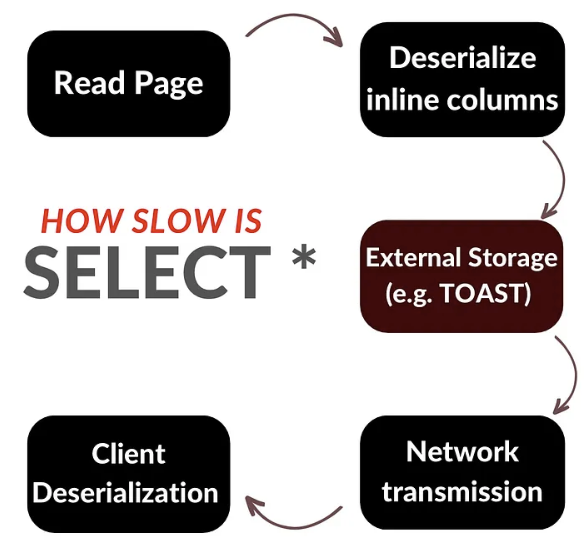 Read Page
Deserialize
inline columns
HOW SLOW IS
SELECT *
External Storage
(e.g. TOAST)
Network
transmission
Client
Deserialization